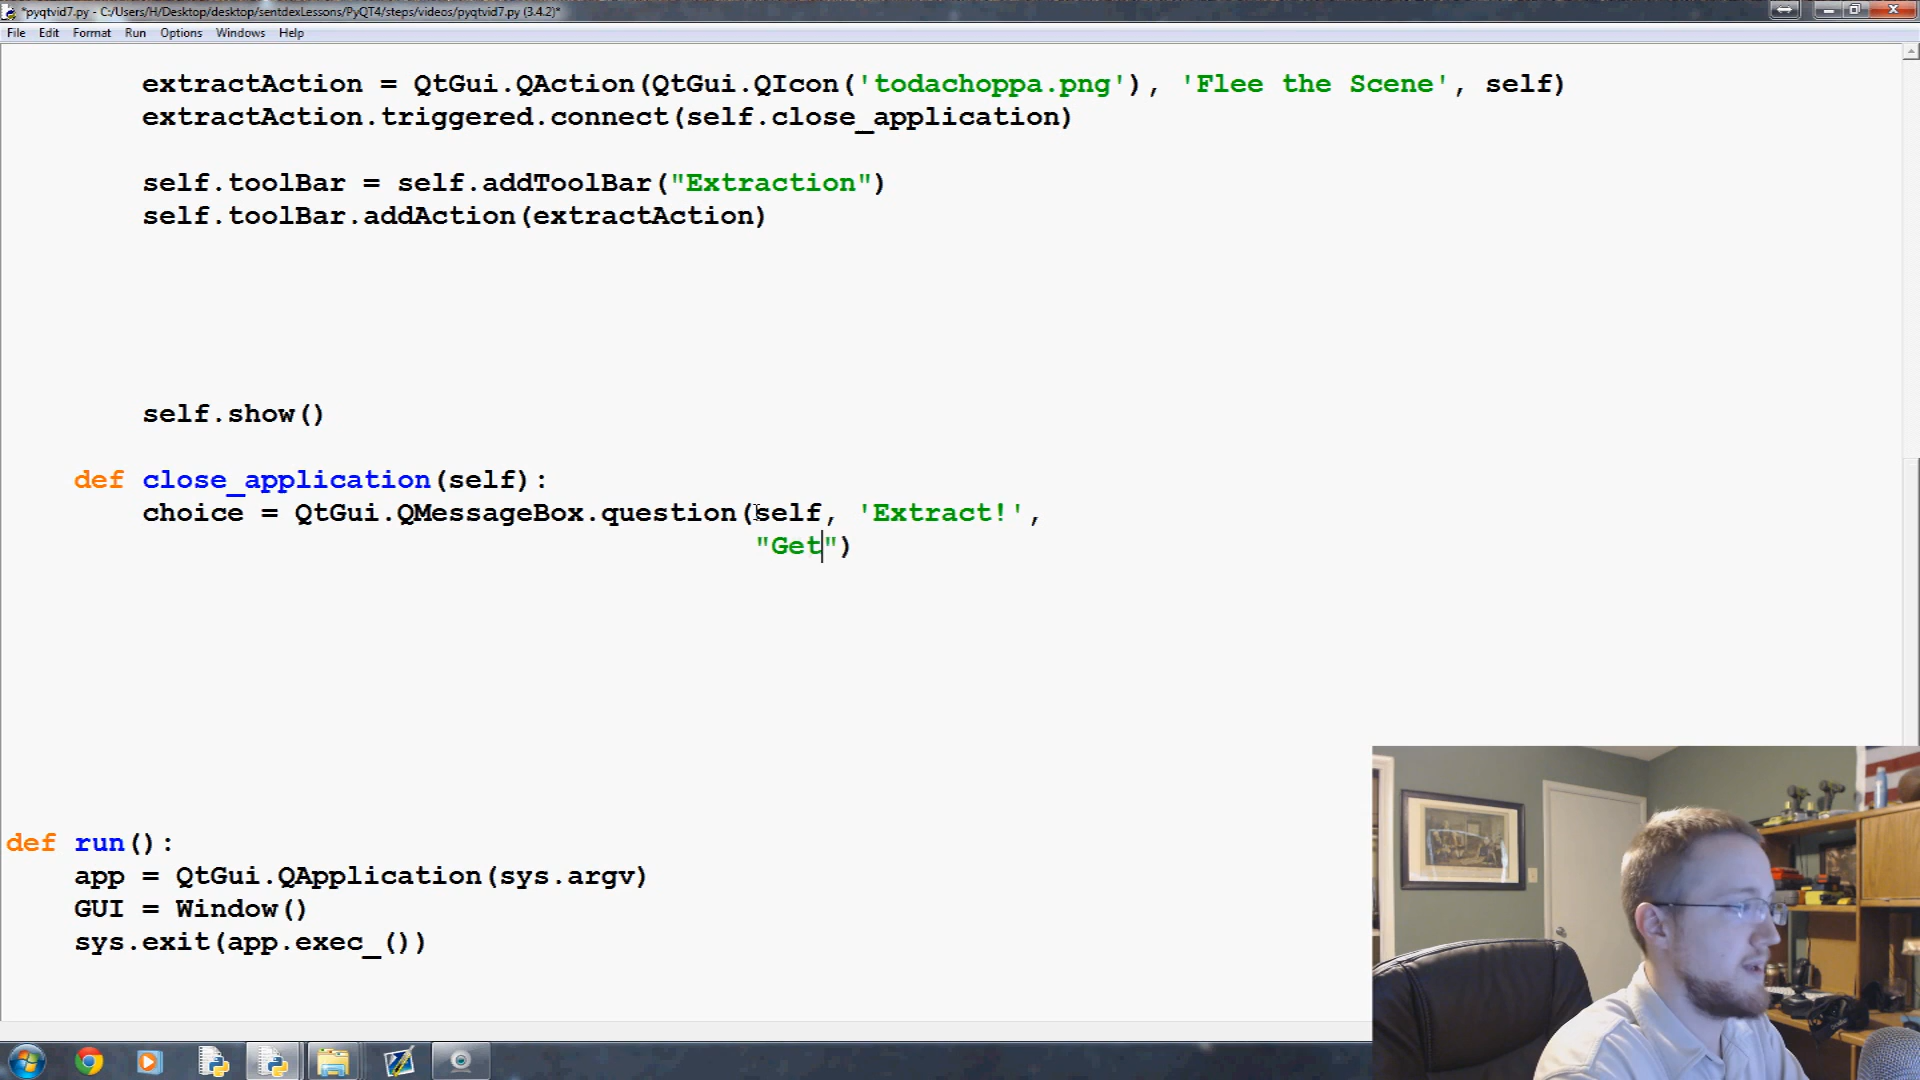 *pyqtvid7.py - C:/Users/H/Desktop/desktop/sentdexLessons/PyQT4/steps/videos/pyqtvid7.py (3.4.2)*
File Edit Format Run Options Windows Help
extractAction = QtGui.QAction(QtGui.QIcon('todachoppa.png'), 'Flee the Scene', self)
extractAction.triggered.connect(self.close_application)
self.toolBar = self.addToolBar("Extraction")
self.toolBar.addAction(extractAction)
self.show()
def close_application(self):
choice = QtGui.QMessageBox.question(self, 'Extract!',
"Get")
def run():
app = QtGui.QApplication(sys.argv)
GUI = Window()
sys.exit(app.exec_())